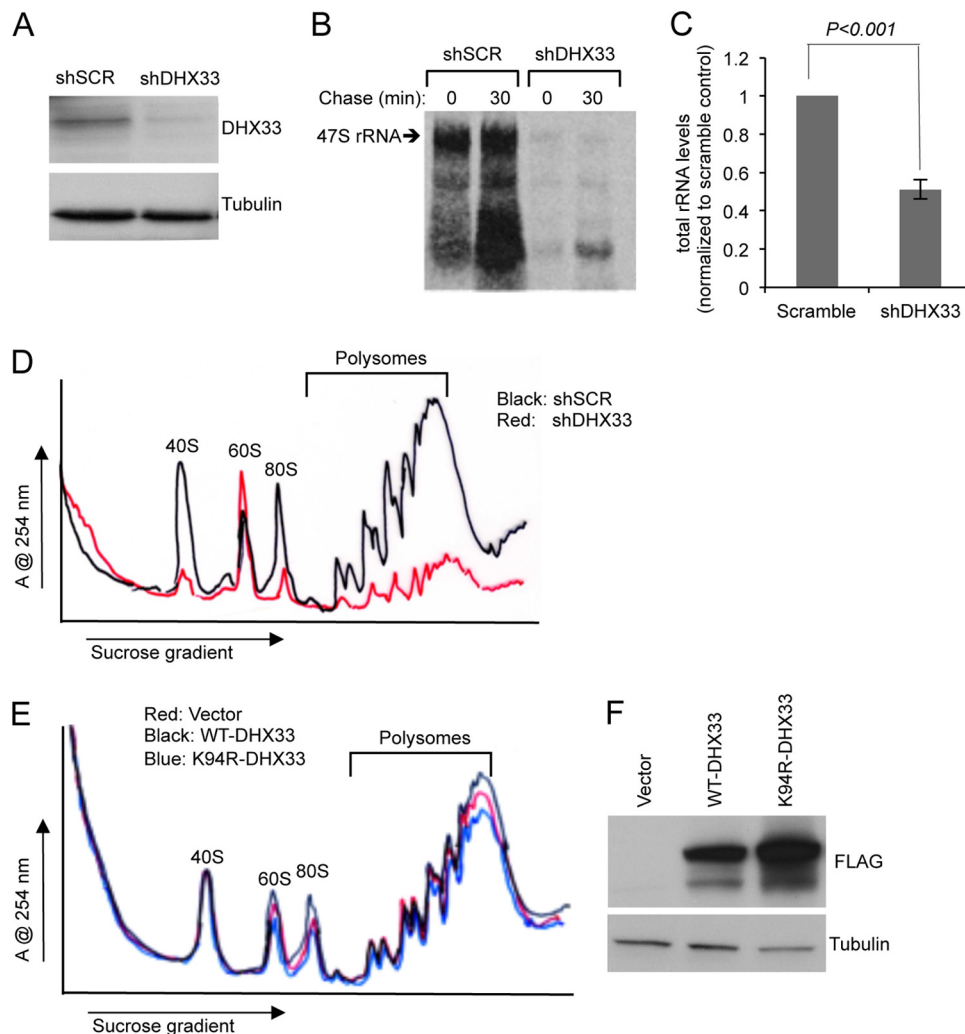 A
shSCR shDHX33
DHX33
Tubulin
B
shSCR shDHX33
Chase (min): 0 30 0 30
47S rRNA➔
C
P<0.001
total rRNA levels
(normalized to scramble control)
1.2
1
0.8
0.6
0.4
0.2
0
Scramble shDHX33
D
Polysomes
Black: shSCR
Red: shDHX33
40S
60S
80S
A @ 254 nm
Sucrose gradient
E
Red: Vector
Black: WT-DHX33
Blue: K94R-DHX33
Polysomes
40S
60S
80S
A @ 254 nm
Sucrose gradient
F
Vector
WT-DHX33
K94R-DHX33
FLAG
Tubulin